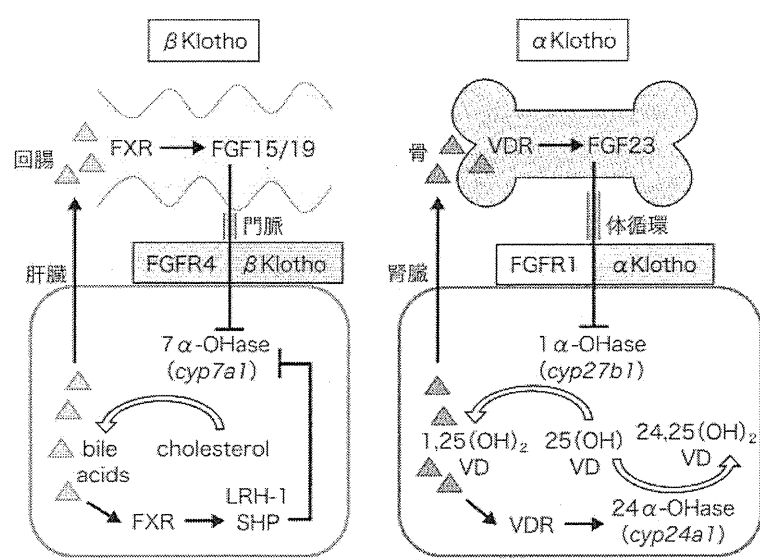 βKlotho
回腸
FXR
FGF15/19
門脈
肝臓
FGFR4
βKlotho
7α-OHase
(cyp7a1)
bile
acids
cholesterol
LRH-1
FXR
SHP
αKlotho
骨
VDR
FGF23
体循環
腎臓
FGFR1
αKlotho
1α-OHase
(cyp27b1)
1,25(OH)₂
VD
25(OH)
VD
24,25(OH)₂
VD
VDR
24α-OHase
(cyp24a1)